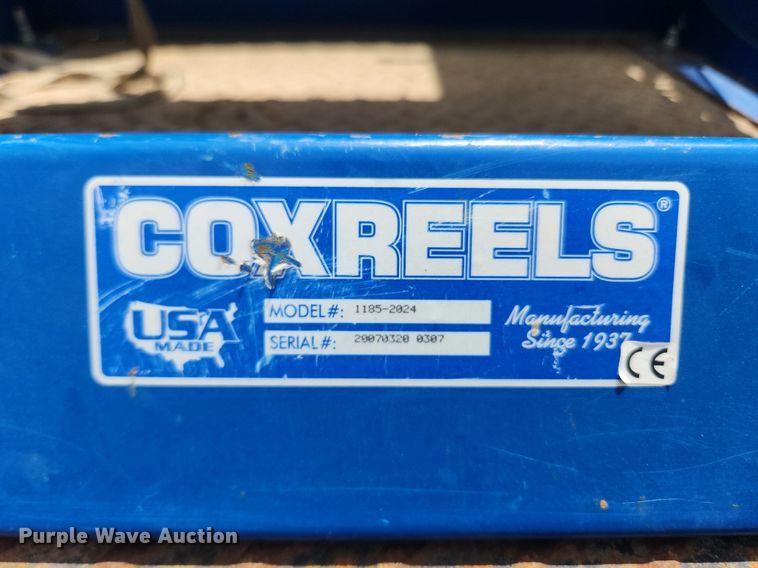 COXREELS®
MODEL#: 1185-2024
SERIAL#: 20070320 0307
USA
MADE
Manufacturing
Since 1937
CE
Purple Wave Auction